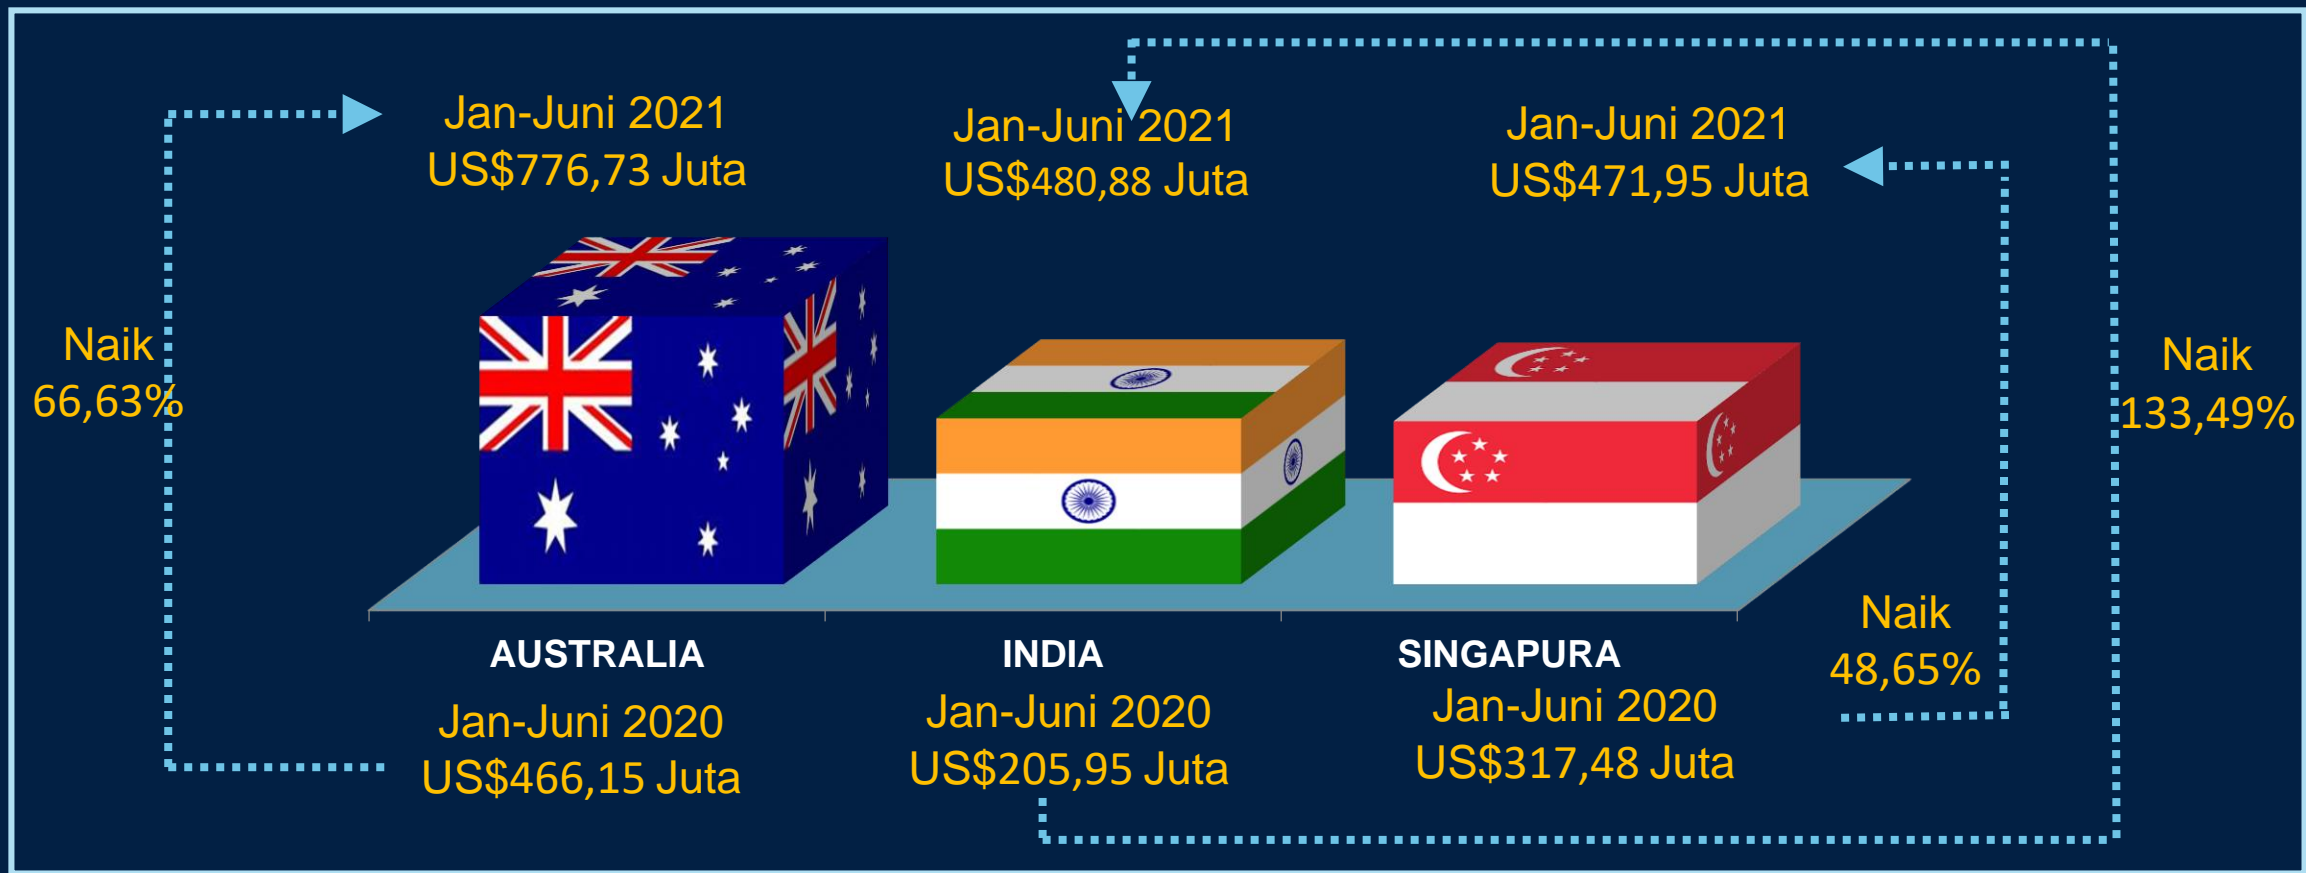 Jan-Juni 2021
US$776,73 Juta
Jan-Juni 2021
US$480,88 Juta
Jan-Juni 2021
US$471,95 Juta
Naik
66,63%
Naik
133,49%
AUSTRALIA
INDIA
SINGAPURA
Naik
48,65%
Jan-Juni 2020
US$466,15 Juta
Jan-Juni 2020
US$205,95 Juta
Jan-Juni 2020
US$317,48 Juta